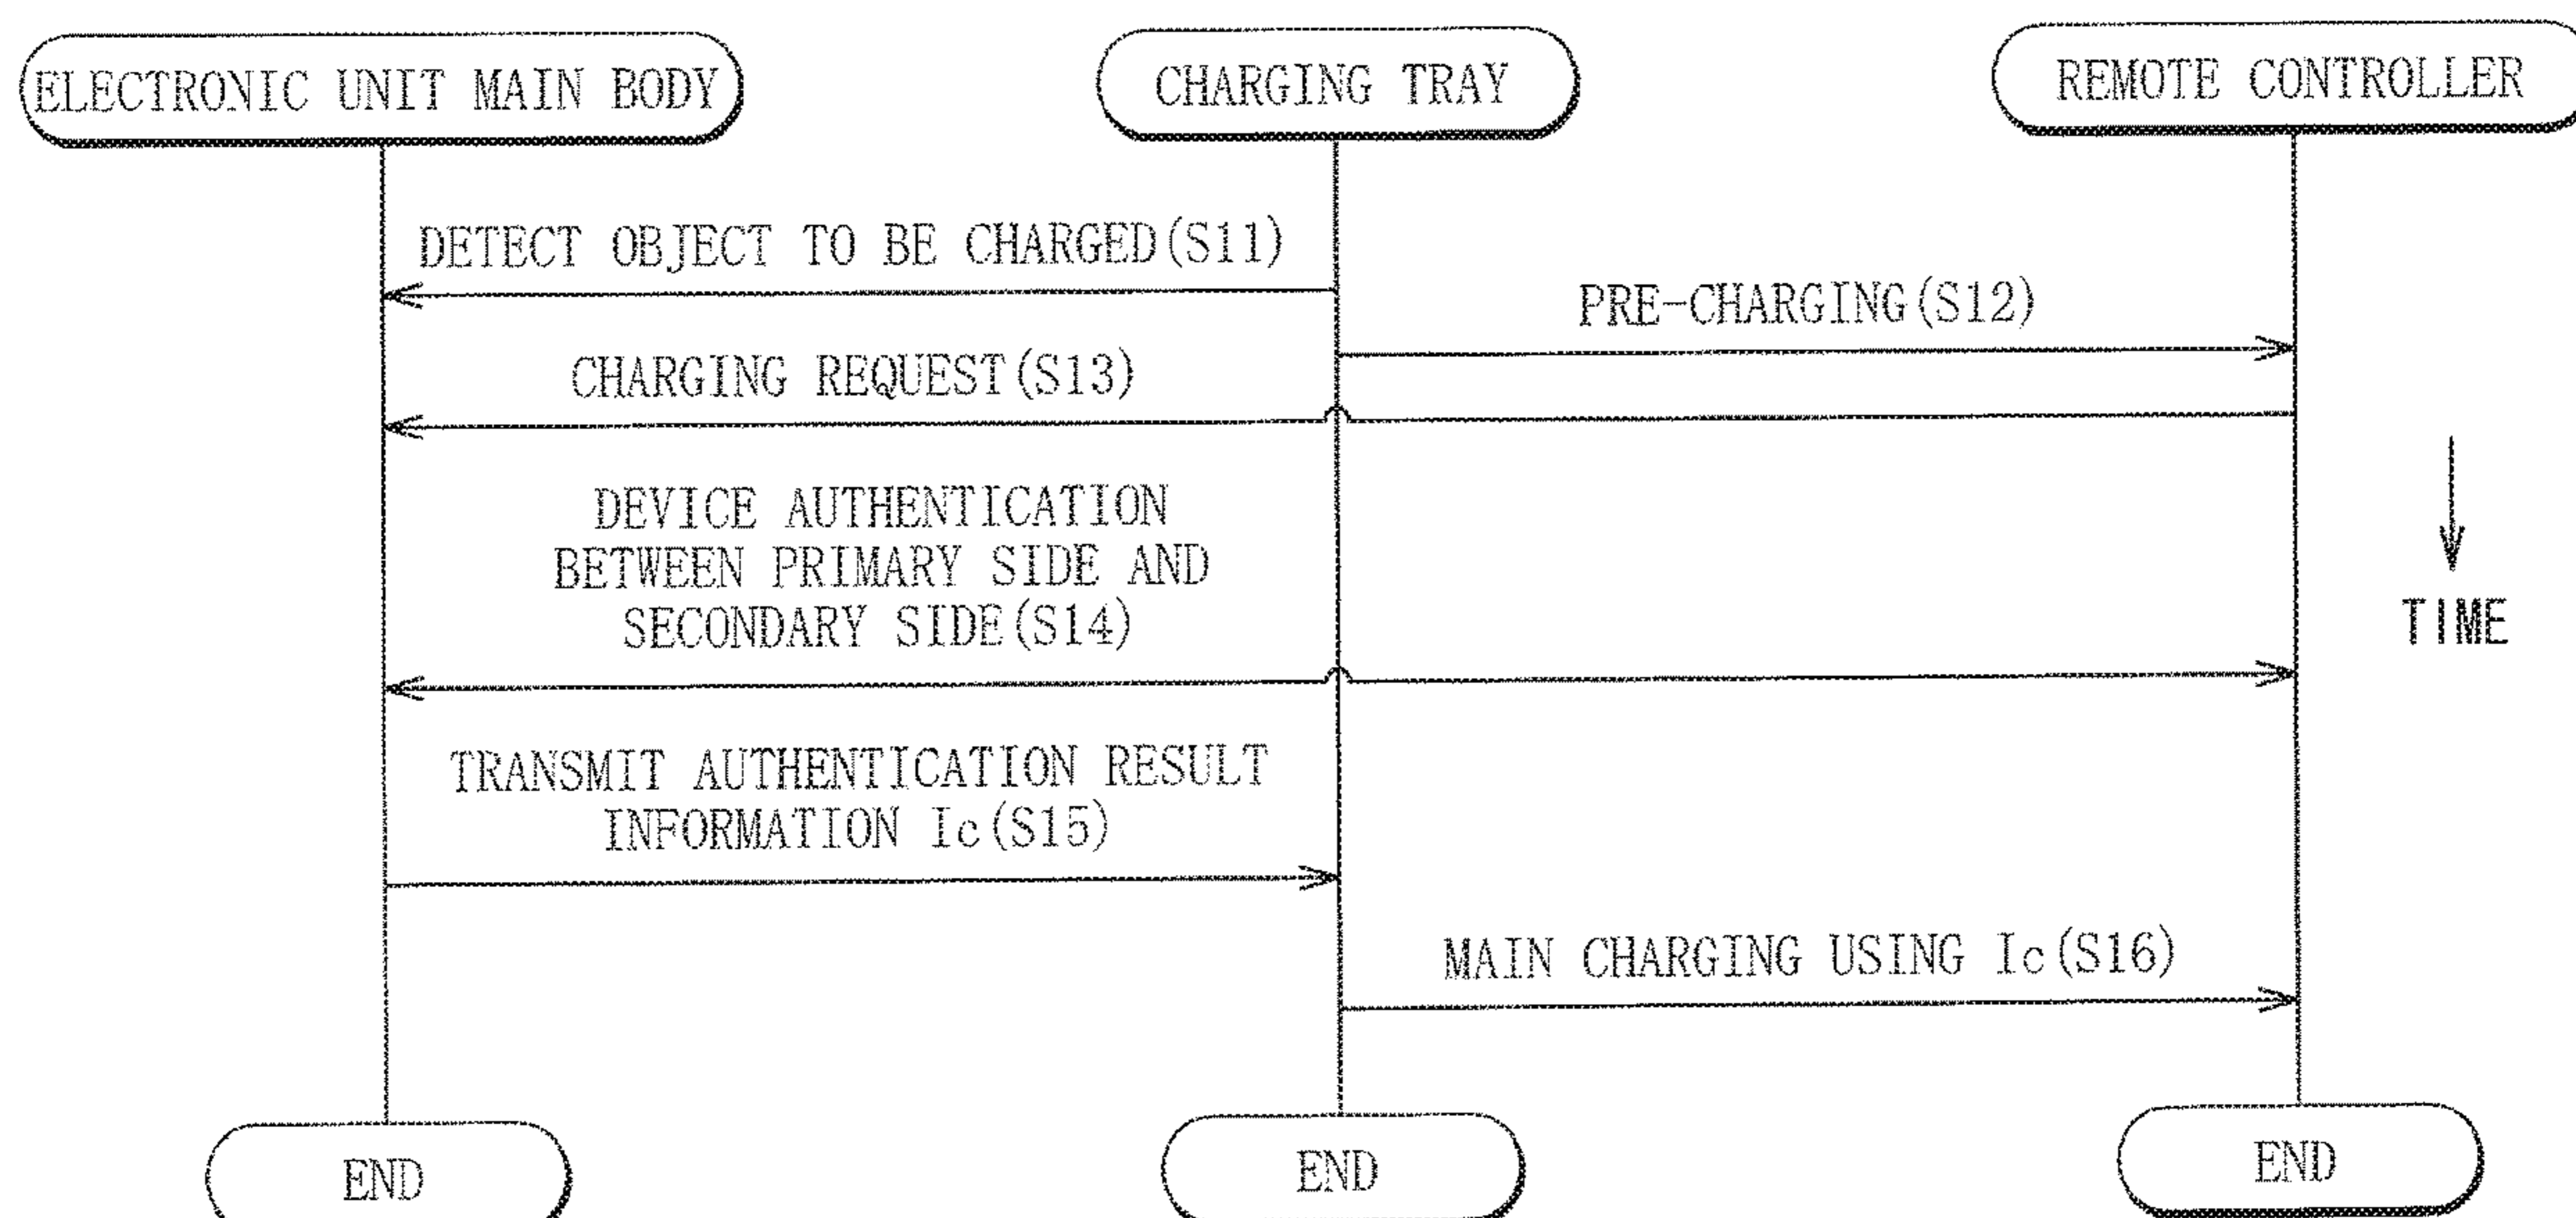 ELECTRONIC UNIT MAIN BODY
CHARGING TRAY
REMOTE CONTROLLER
DETECT OBJECT TO BE CHARGED(S11)
PRE-CHARGING(S12)
CHARGING REQUEST(S13)
DEVICE AUTHENTICATION
BETWEEN PRIMARY SIDE AND
SECONDARY SIDE(S14)
TIME
TRANSMIT AUTHENTICATION RESULT
INFORMATION Ic(S15)
MAIN CHARGING USING Ic(S16)
END
END
END